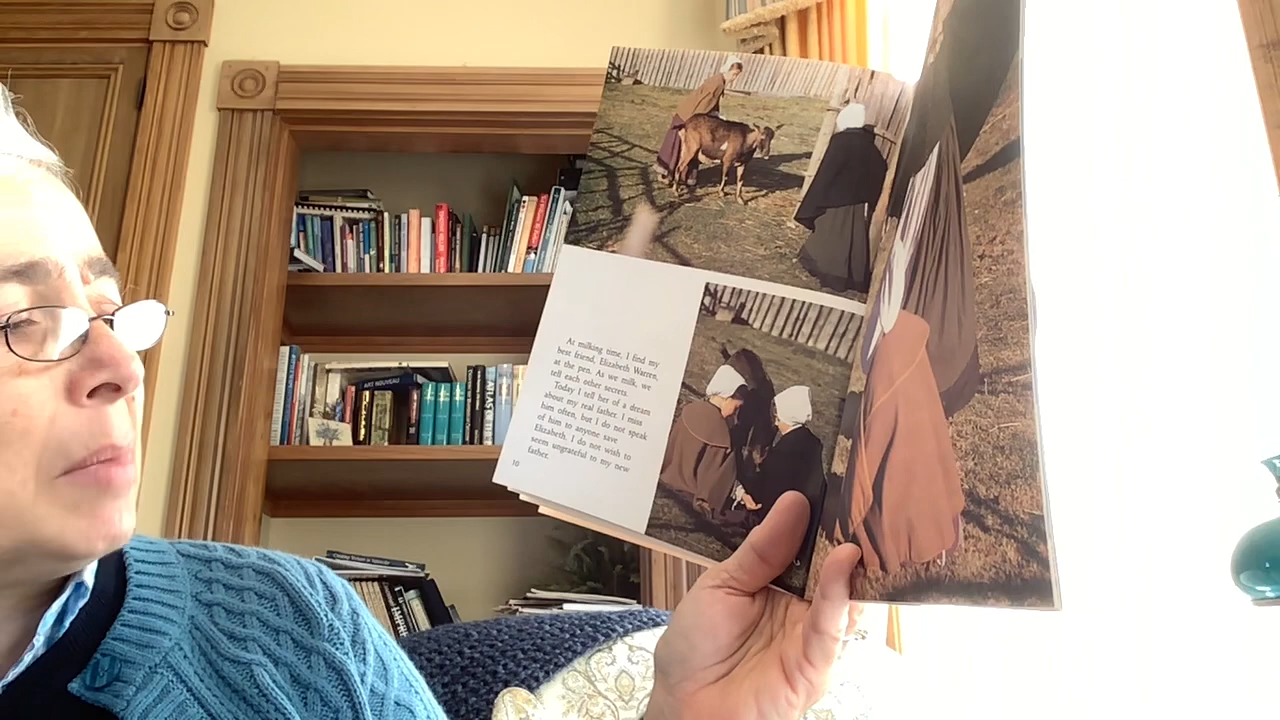 At milking time, I find my
best friend, Elizabeth Warren,
at the pen. As we milk, we
tell each other secrets.
Today I tell her of a dream
about my real father. I miss
him often, but I do not speak
of him to anyone save
Elizabeth. I do not wish to
seem ungrateful to my new
father.
10
ART NOUVEAU
ATLAS